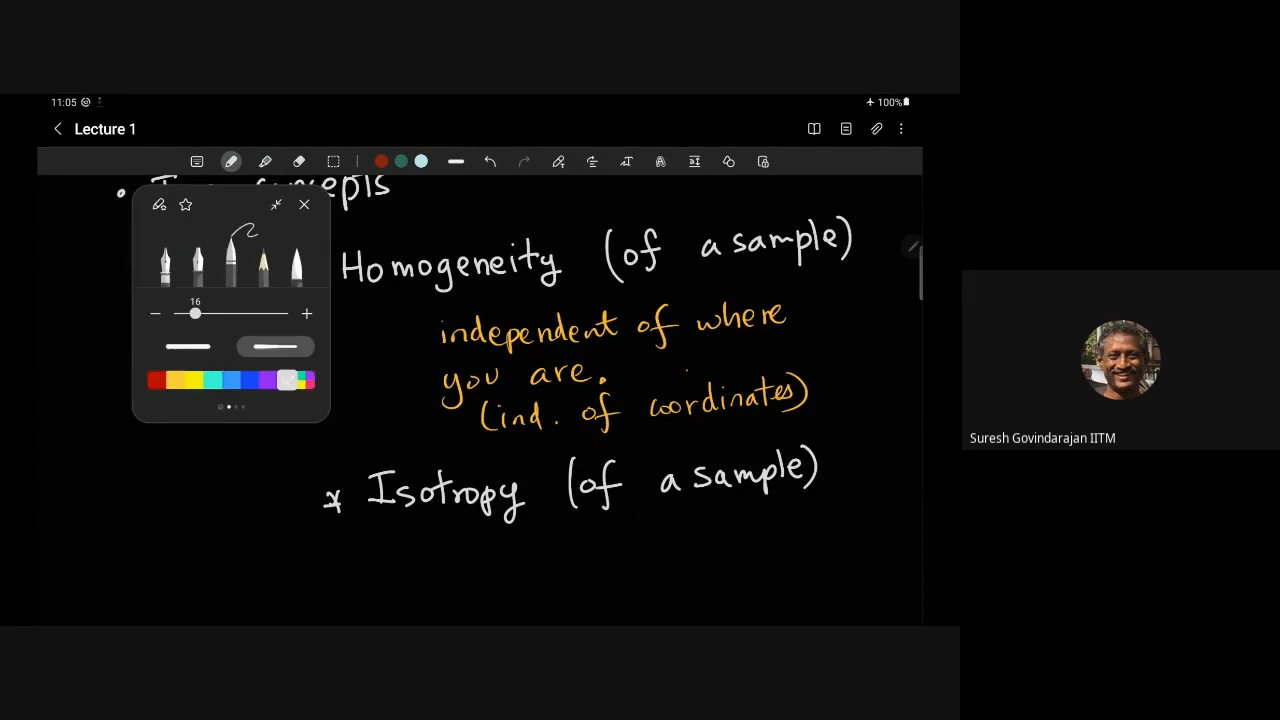 11:05
100%
Lecture 1
16
Homogeneity (of a sample)
independent of where
you are.
(ind. of coordinates)
* Isotropy (of a sample)
Suresh Govindarajan IITM